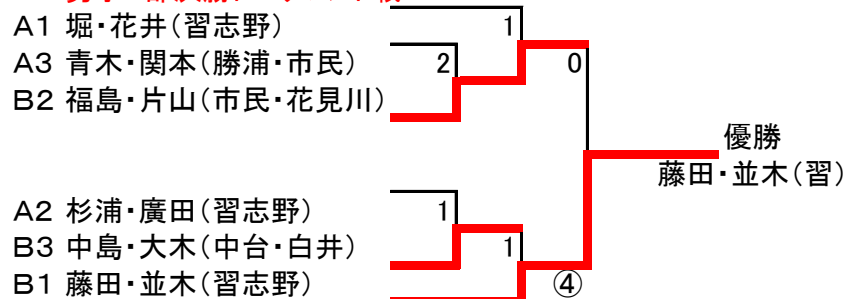 A1 堀・花井(習志野)
1
A3 青木・関本(勝浦・市民)
2
0
B2 福島・片山(市民・花見川)
優勝
藤田・並木(習)
A2 杉浦・廣田(習志野)
1
B3 中島・大木(中台・白井)
1
B1 藤田・並木(習志野)
④